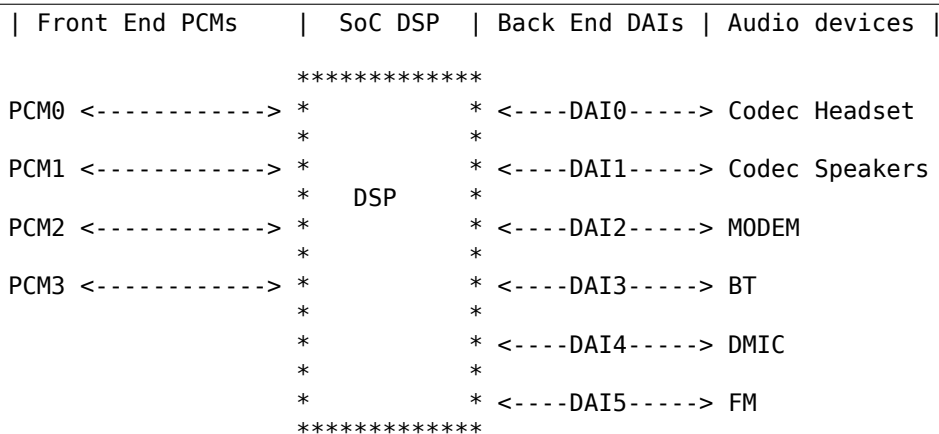 | Front End PCMs    |  SoC DSP  | Back End DAIs | Audio devices |
                    *************
PCM0 <------------> *           * <----DAI0-----> Codec Headset
                    *           *
PCM1 <------------> *           * <----DAI1-----> Codec Speakers
                    *   DSP     *
PCM2 <------------> *           * <----DAI2-----> MODEM
                    *           *
PCM3 <------------> *           * <----DAI3-----> BT
                    *           *
                    *           * <----DAI4-----> DMIC
                    *           *
                    *           * <----DAI5-----> FM
                    *************